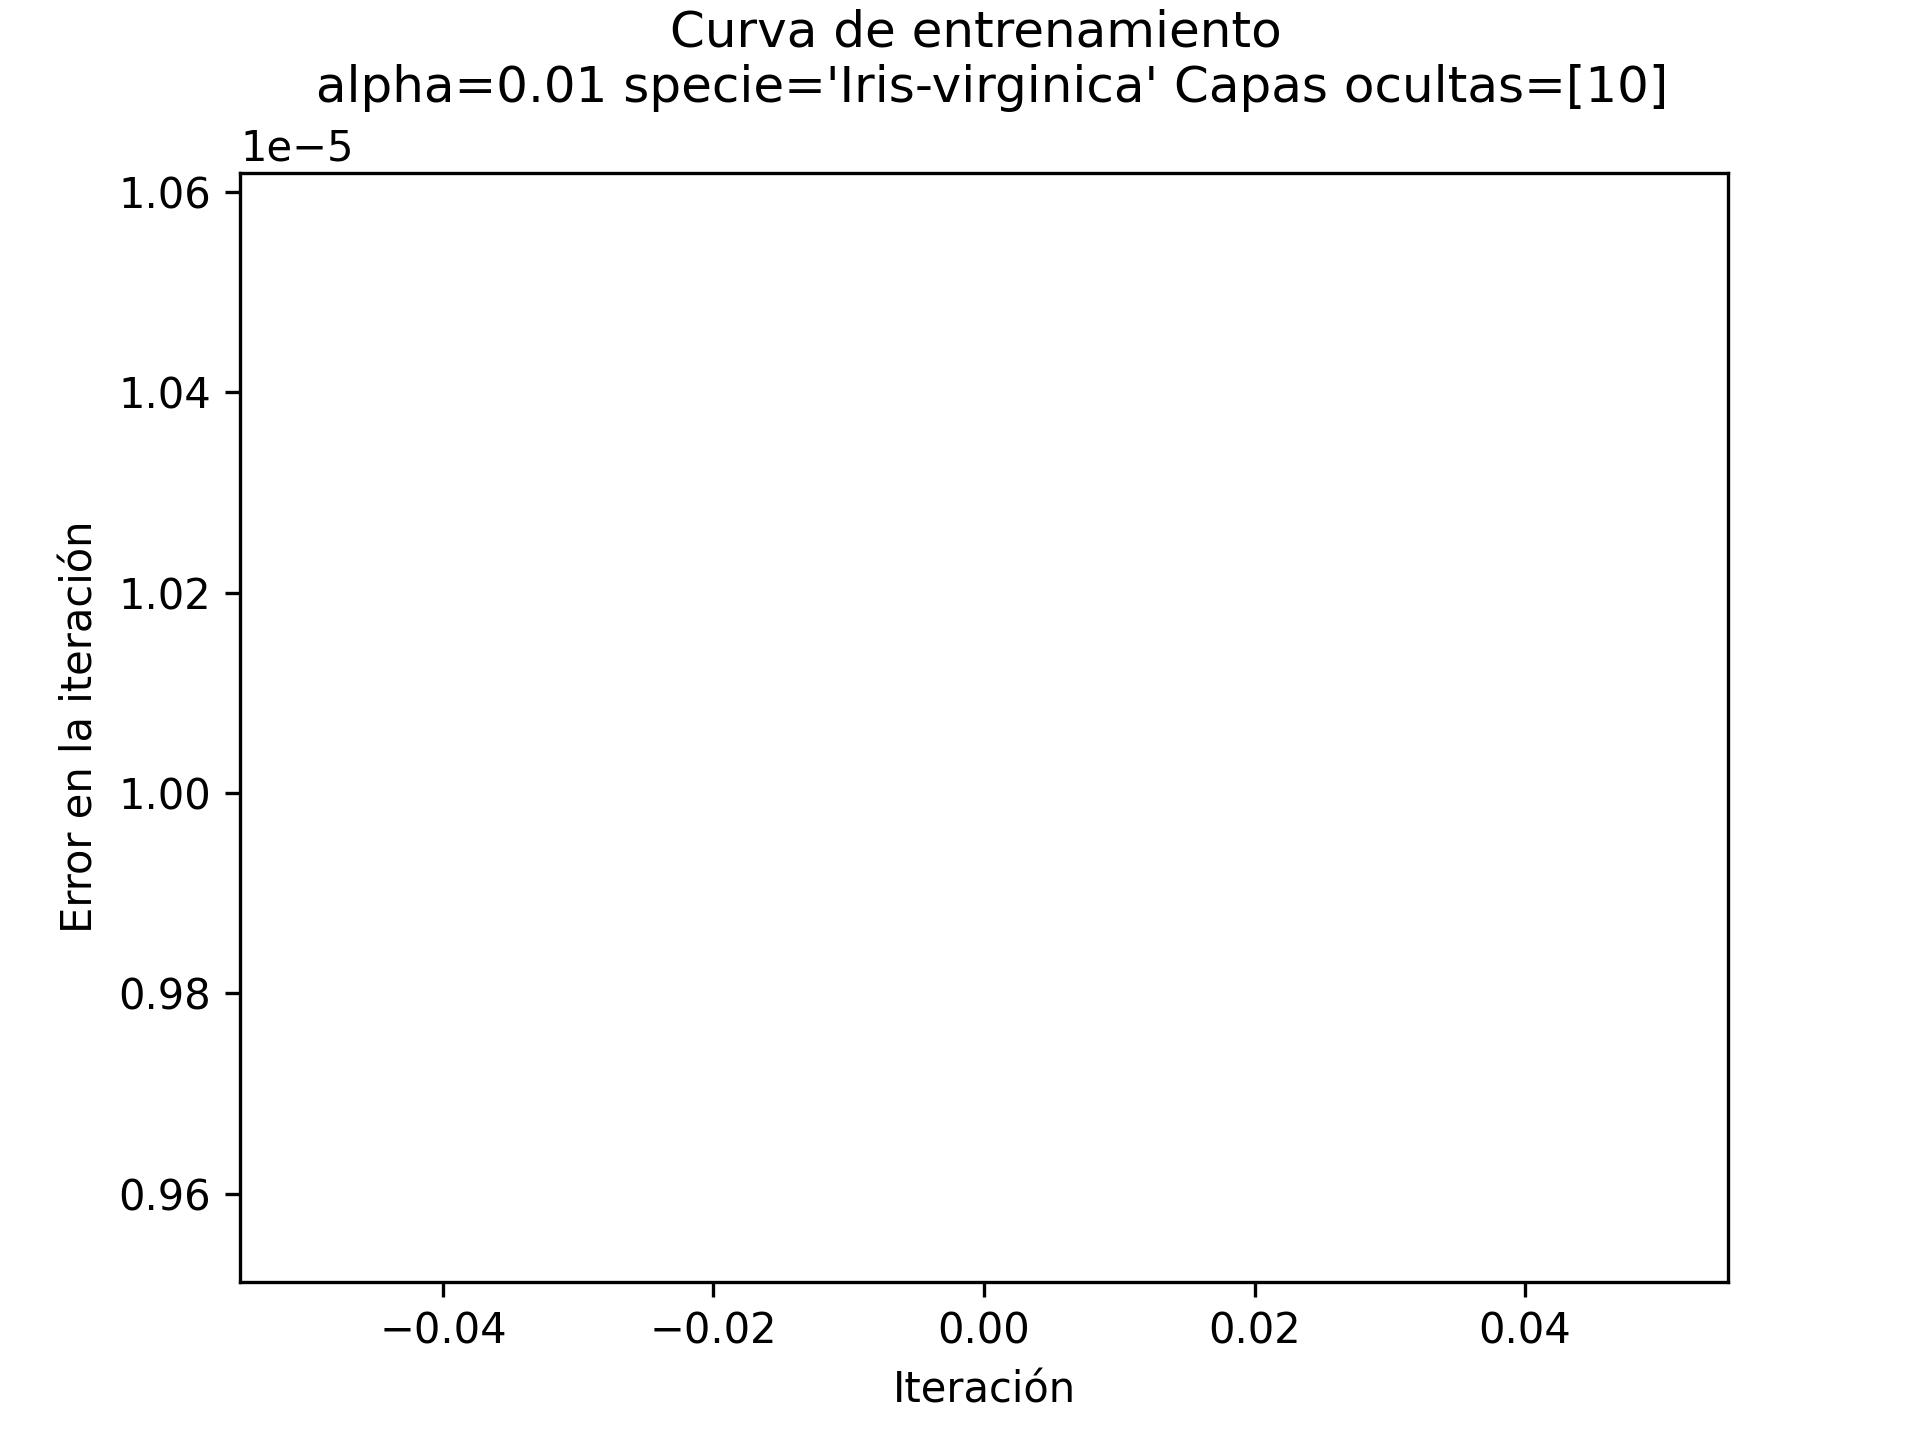 Curva de entrenamiento
alpha=0.01 specie='Iris-virginica' Capas ocultas=[10]
1e−5
1.06
1.04
1.02
1.00
0.98
0.96
Error en la iteración
−0.04 −0.02 0.00 0.02 0.04
Iteración